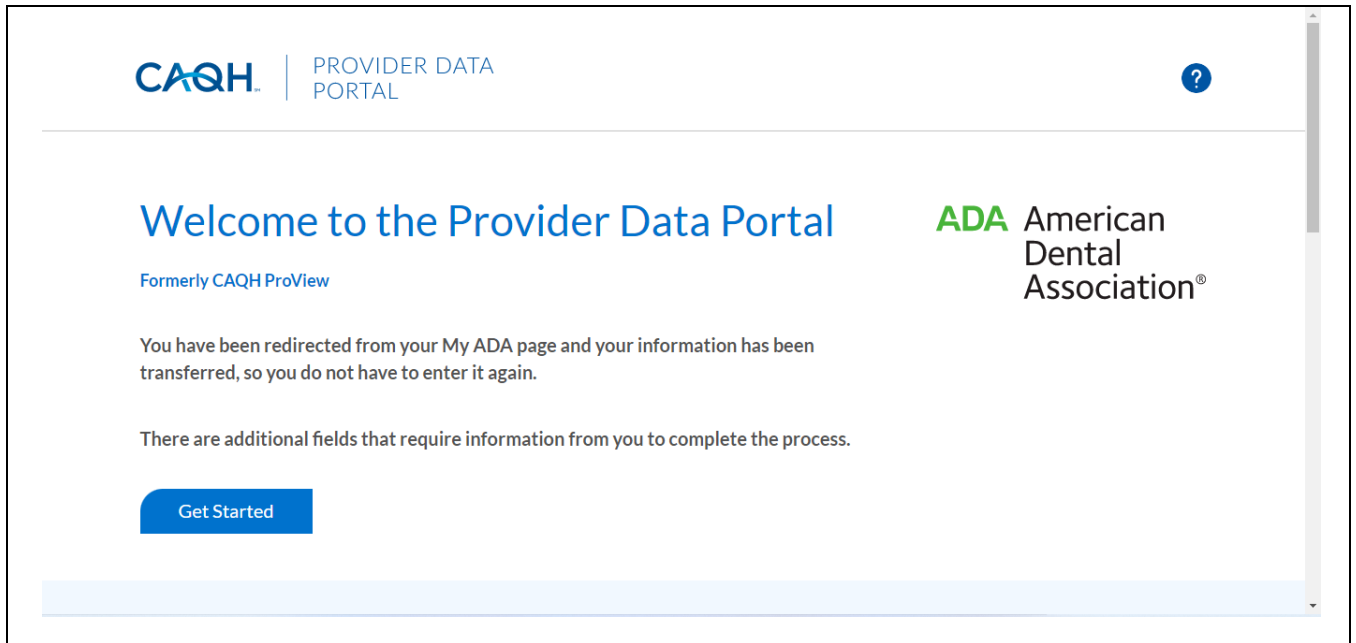 CAQH
SM
PROVIDER DATA
PORTAL
?
Welcome to the Provider Data Portal
Formerly CAQH ProView
ADA American
Dental
Association®
You have been redirected from your My ADA page and your information has been
transferred, so you do not have to enter it again.
There are additional fields that require information from you to complete the process.
Get Started